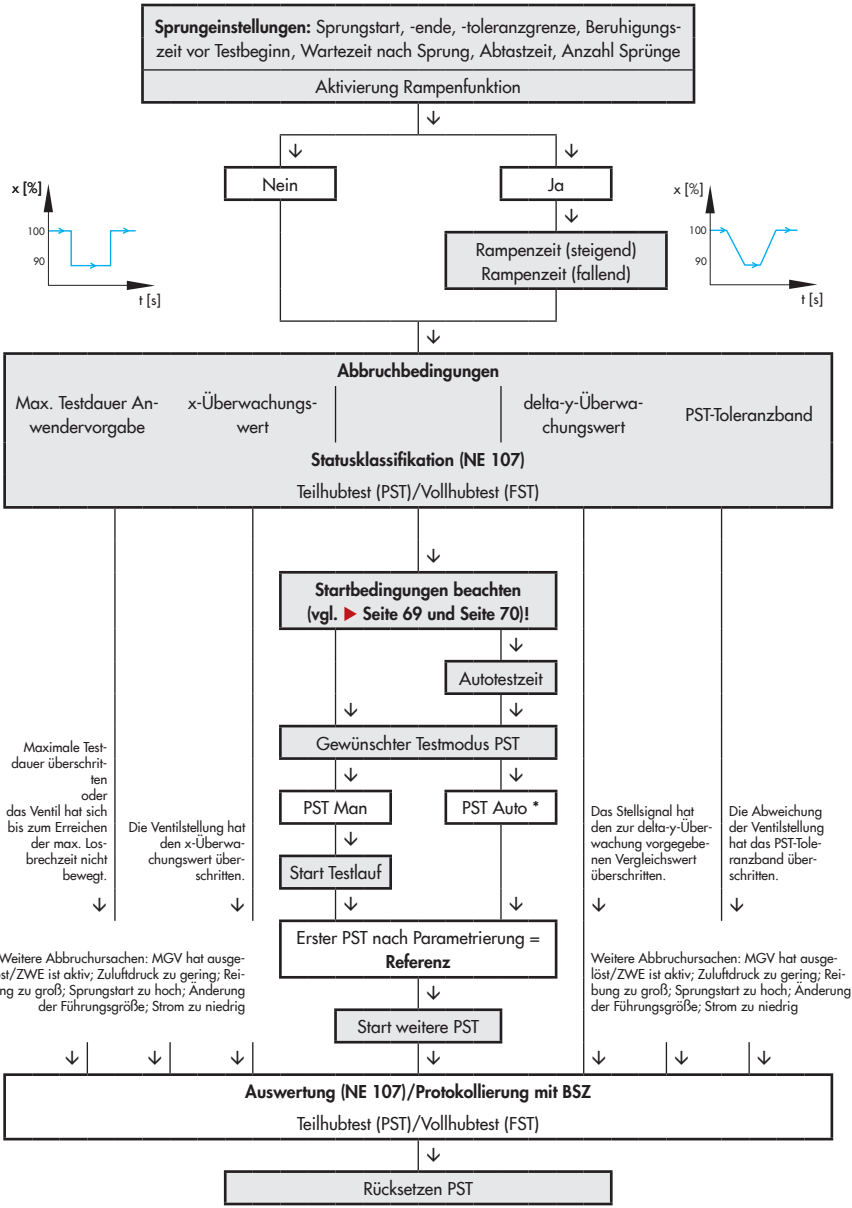 Sprungeinstellungen: Sprungstart, -ende, -toleranzgrenze, Beruhigungs-
zeit vor Testbeginn, Wartezeit nach Sprung, Abtastzeit, Anzahl Sprünge
Aktivierung Rampenfunktion
Nein
Ja
x [%]
100
90
t [s]
Rampenzeit (steigend)
Rampenzeit (fallend)
x [%]
100
90
t [s]
Abbruchbedingungen
Max. Testdauer An-
wendervorgabe
x-Überwachungs-
wert
delta-y-Überwa-
chungswert
PST-Toleranzband
Statusklassifikation (NE 107)
Teilhubtest (PST)/Vollhubtest (FST)
Startbedingungen beachten
(vgl. ▶ Seite 69 und Seite 70)!
Autotestzeit
Gewünschter Testmodus PST
PST Man
PST Auto *
Start Testlauf
Maximale Test-
dauer überschrit-
ten
oder
das Ventil hat sich
bis zum Erreichen
der max. Los-
brechzeit nicht
bewegt.
Die Ventilstellung hat
den x-Überwa-
chungswert über-
schritten.
Das Stellsignal hat
den zur delta-y-Über-
wachung vorgegebe-
nen Vergleichswert
überschritten.
Die Abweichung
der Ventilstellung
hat das PST-Tole-
ranzband über-
schritten.
Erster PST nach Parametrierung =
Referenz
Weitere Abbruchursachen: MGV hat ausge-
löst/ZWE ist aktiv; Zuluftdruck zu gering; Rei-
bung zu groß; Sprungstart zu hoch; Änderung
der Führungsgröße; Strom zu niedrig
Weitere Abbruchursachen: MGV hat ausge-
löst/ZWE ist aktiv; Zuluftdruck zu gering; Rei-
bung zu groß; Sprungstart zu hoch; Änderung
der Führungsgröße; Strom zu niedrig
Start weitere PST
Auswertung (NE 107)/Protokollierung mit BSZ
Teilhubtest (PST)/Vollhubtest (FST)
Rücksetzen PST